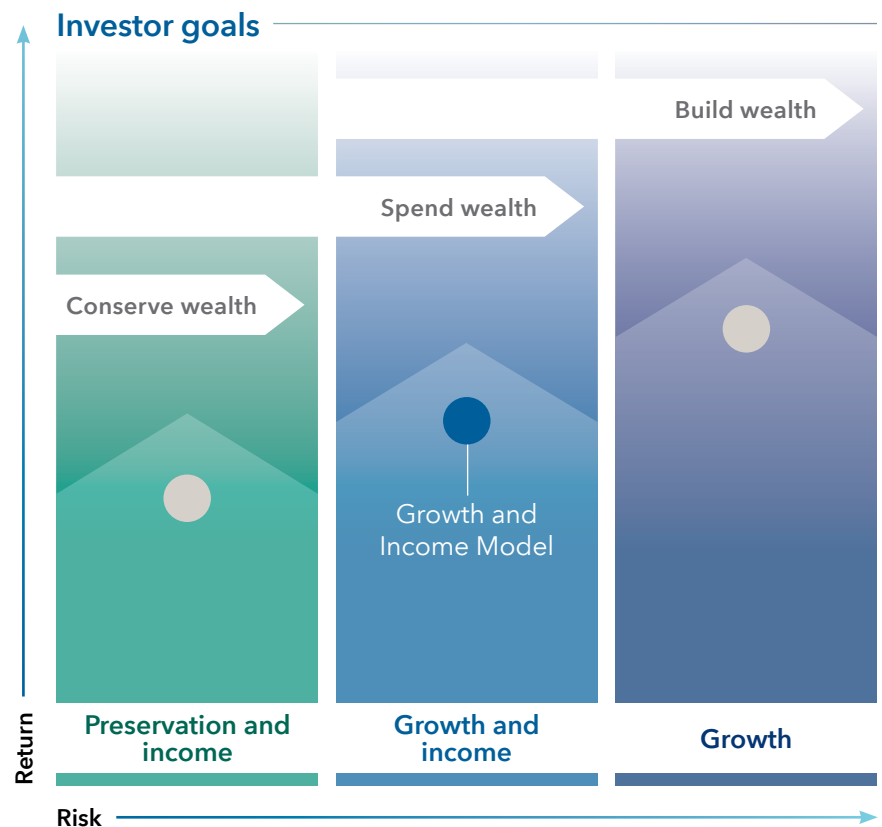 Investor goals
Build wealth
Spend wealth
Conserve wealth
Growth and
Income Model
Return
Preservation and
income
Growth and
income
Growth
Risk